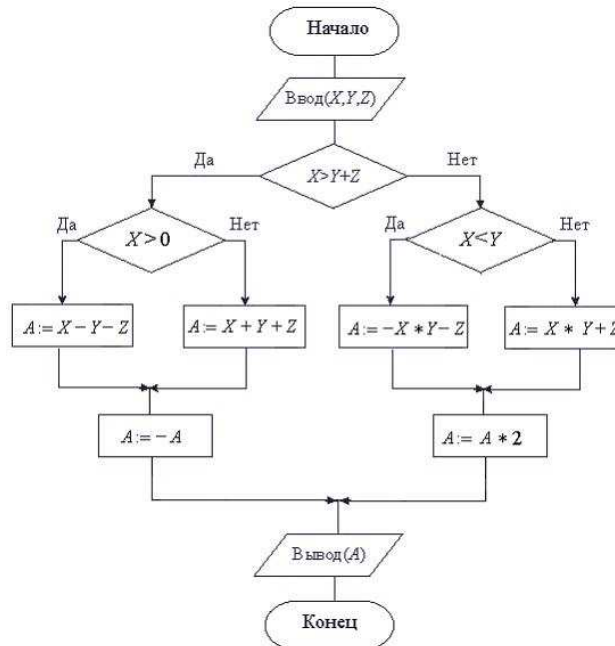 Начало
Ввод(X,Y,Z)
Да
X>Y+Z
Нет
Да
X>0
Нет
Да
X<Y
Нет
A:= X - Y - Z
A:= X + Y + Z
A:= -X *Y - Z
A:= X * Y + Z
A:= - A
A:= A * 2
Вывод(A)
Конец